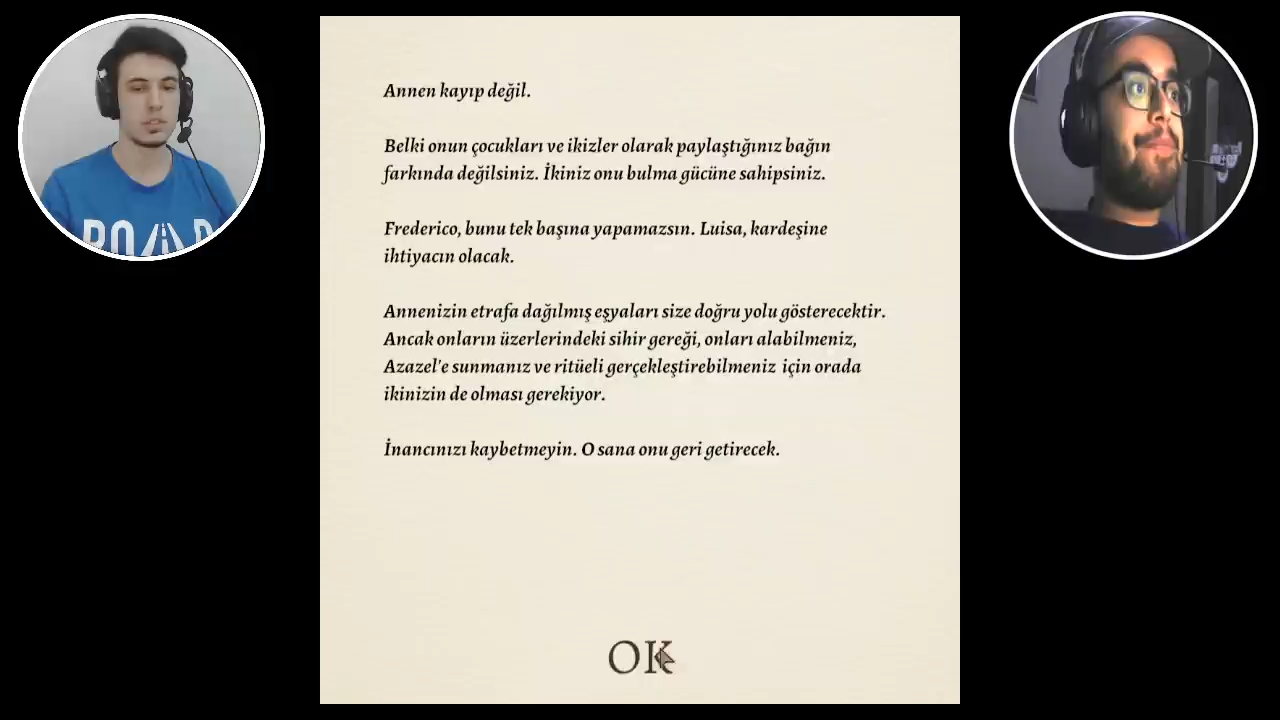 Annen kayıp değil.
Belki onun çocukları ve ikizler olarak paylaştığınız bağın
farkında değilsiniz. İkiniz onu bulma gücüne sahipsiniz.
Frederico, bunu tek başına yapamazsın. Luisa, kardeşine
ihtiyacın olacak.
Annenizin etrafa dağılmış eşyaları size doğru yolu gösterecektir.
Ancak onların üzerlerindeki sihir gereği, onları alabilmeniz,
Azazel'e sunmanız ve ritüeli gerçekleştirebilmeniz için orada
ikinizin de olması gerekiyor.
İnancınızı kaybetmeyin. O sana onu geri getirecek.
OK